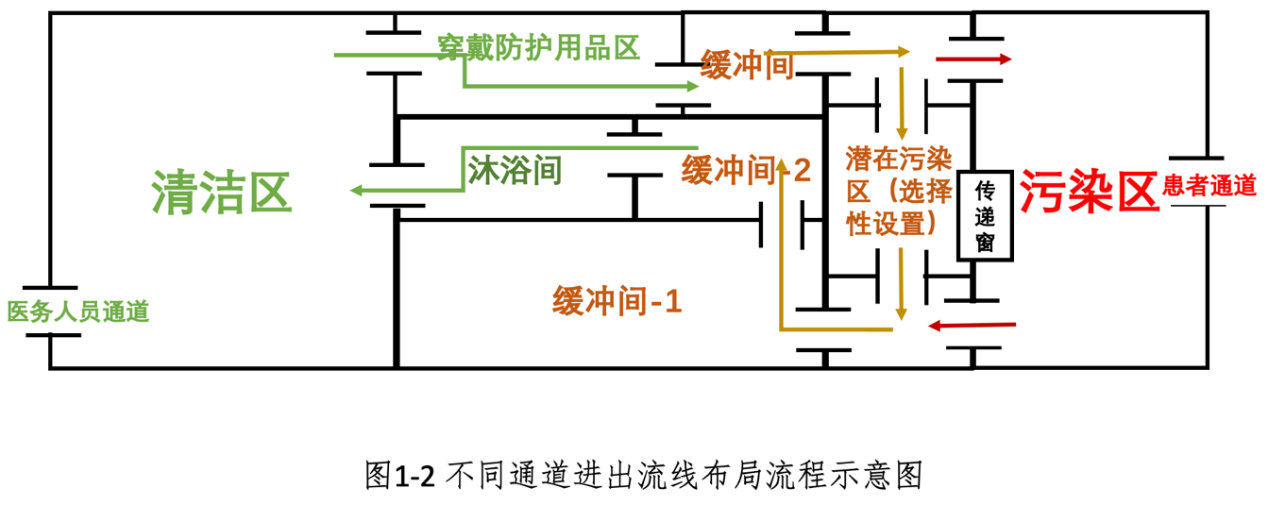 穿戴防护用品区
缓冲间
清洁区
沐浴间
缓冲间-2
潜在污染
区（选择
性设置）
传
递
窗
污染区
患者通道
医务人员通道
缓冲间-1
图1-2 不同通道进出流线布局流程示意图